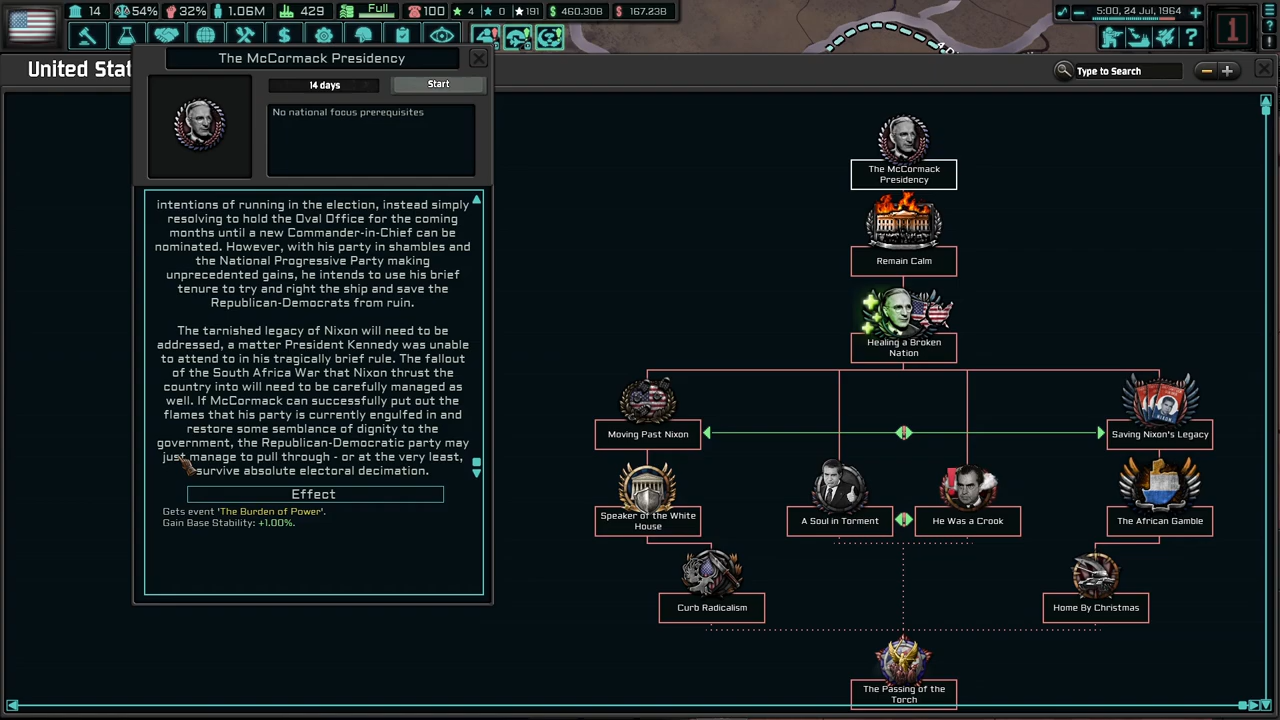 14
54%
32%
1.06M
429
Full
100
4
0
191
460.308
167.238
5:00, 24 Jul, 1964
1
United Stat
Type to Search
The McCormack Presidency
14 days
Start
No national focus prerequisites
intentions of running in the election, instead simply
resolving to hold the Oval Office for the coming
months until a new Commander-in-Chief can be
nominated. However, with his party in shambles and
the National Progressive Party making
unprecedented gains, he intends to use his brief
tenure to try and right the ship and save the
Republican-Democrats from ruin.
The tarnished legacy of Nixon will need to be
addressed, a matter President Kennedy was unable
to attend to in his tragically brief rule. The fallout
of the South Africa War that Nixon thrust the
country into will need to be carefully managed as
well. If McCormack can successfully put out the
flames that his party is currently engulfed in and
restore some semblance of dignity to the
government, the Republican-Democratic party may
just manage to pull through - or at the very least,
survive absolute electoral decimation.
Effect
Gets event 'The Burden of Power'.
Gain Base Stability: +1.00%.
The McCormack
Presidency
Remain Calm
Healing a Broken
Nation
Moving Past Nixon
Saving Nixon's Legacy
Speaker of the White
House
A Soul in Torment
He Was a Crook
The African Gamble
Curb Radicalism
Home By Christmas
The Passing of the
Torch